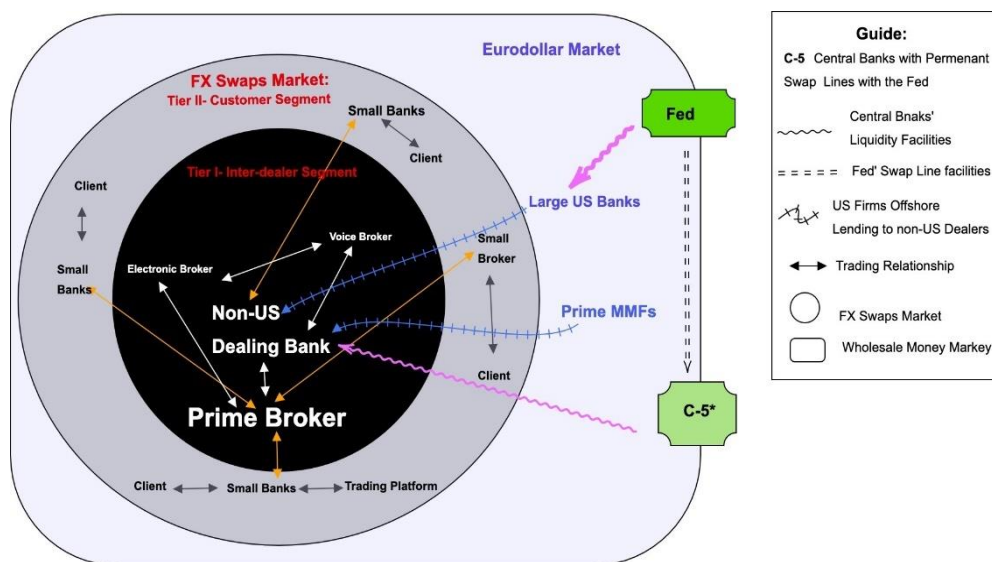 Eurodollar Market
FX Swaps Market:
Tier II- Customer Segment
Small Banks
Client
Fed
Tier I- Inter-dealer Segment
Client
Large US Banks
Voice Broker
Small
Broker
Electronic Broker
Small
Banks
Non-US
Dealing Bank
Prime MMFs
Client
Prime Broker
C-5*
Client
Small Banks
Trading Platform
Guide:
C-5 Central Banks with Permenant
Swap Lines with the Fed
Central Bnaks'
Liquidity Facilities
Fed' Swap Line facilities
US Firms Offshore
Lending to non-US Dealers
Trading Relationship
FX Swaps Market
Wholesale Money Markey